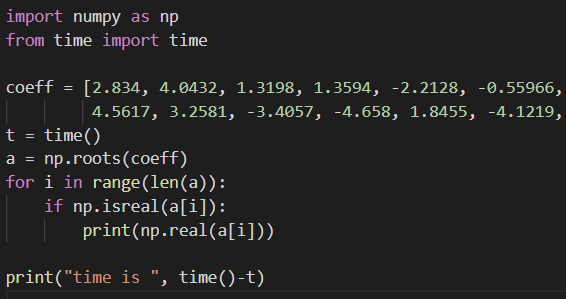 import numpy as np
from time import time
coeff = [2.834, 4.0432, 1.3198, 1.3594, -2.2128, -0.55966,
4.5617, 3.2581, -3.4057, -4.658, 1.8455, -4.1219,
t = time()
a = np.roots(coeff)
for i in range(len(a)):
if np.isreal(a[i]):
print(np.real(a[i]))
print("time is ", time()-t)